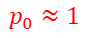 p₀ ≈ 1